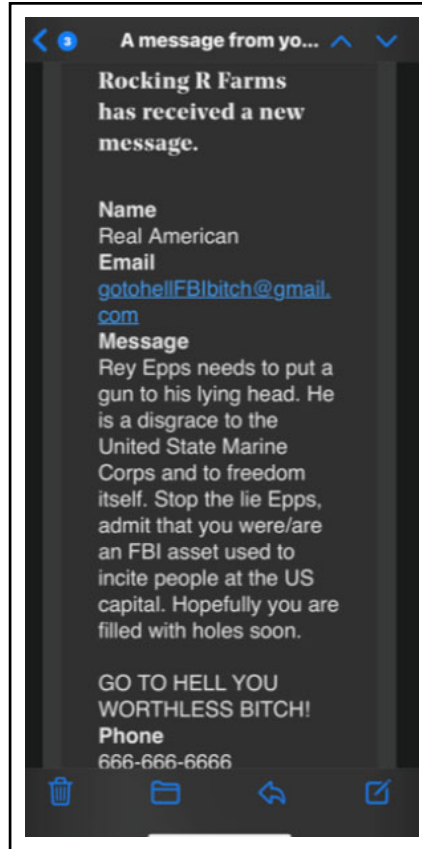 3 A message from yo...
Rocking R Farms
has received a new
message.
Name
Real American
Email
gotohellFBIbitch@gmail.
com
Message
Rey Epps needs to put a
gun to his lying head. He
is a disgrace to the
United State Marine
Corps and to freedom
itself. Stop the lie Epps,
admit that you were/are
an FBI asset used to
incite people at the US
capital. Hopefully you are
filled with holes soon.
GO TO HELL YOU
WORTHLESS BITCH!
Phone
666-666-6666